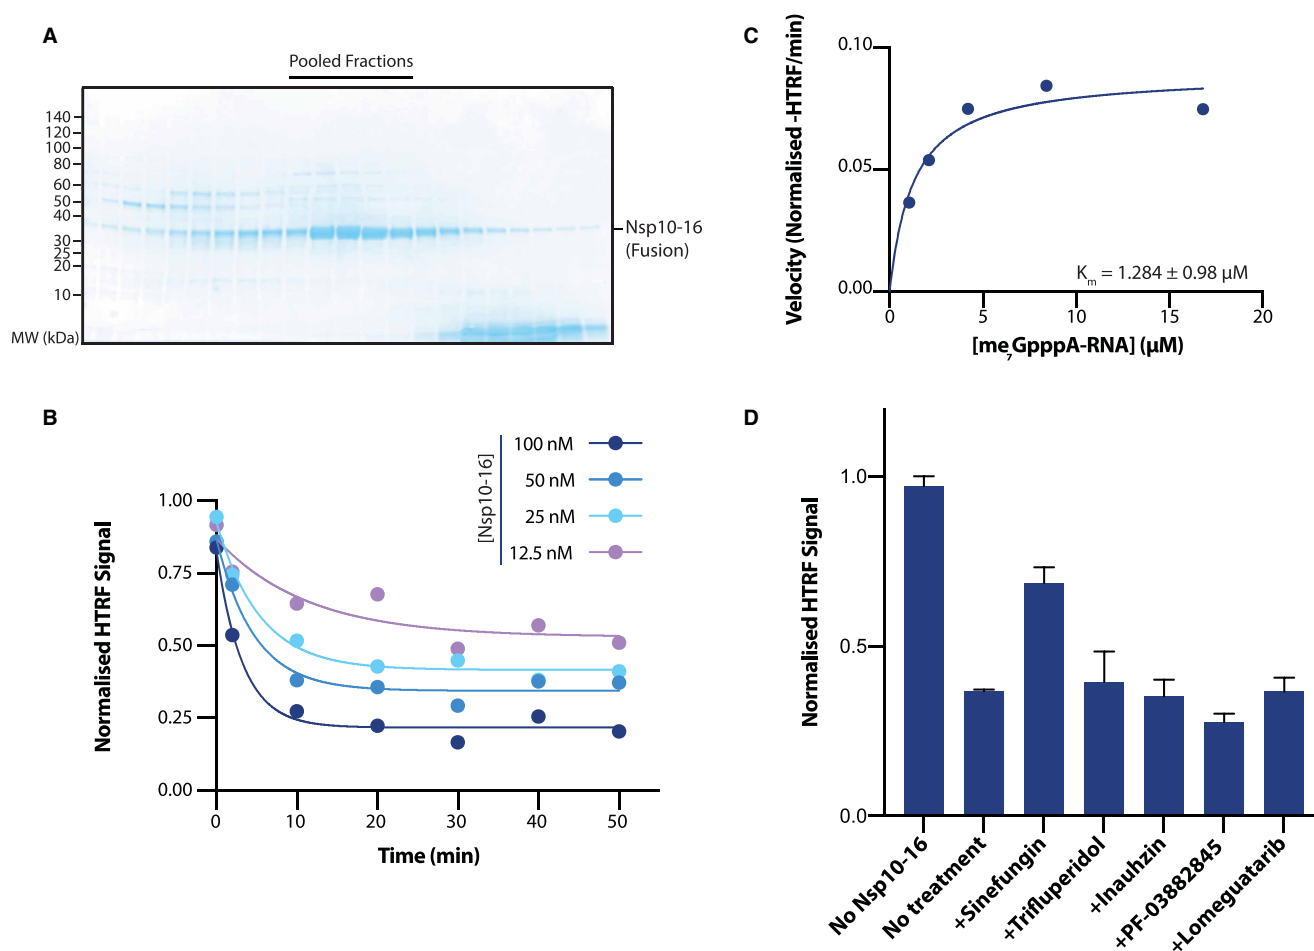 A
Pooled Fractions
140
120
100
80
60
50
40
30
25
20
10
MW (kDa)
Nsp10-16
(Fusion)
B
[Nsp10-16]
100 nM
50 nM
25 nM
12.5 nM
Normalised HTRF Signal
1.00
0.75
0.50
0.25
0.00
0 10 20 30 40 50
Time (min)
C
Velocity (Normalised -HTRF/min)
0.10
0.05
0.00
Km = 1.284 ± 0.98 µM
0 5 10 15 20
[me7GpppA-RNA] (µM)
D
Normalised HTRF Signal
1.0
0.5
0.0
No Nsp10-16
No treatment
+Sinefungin
+Trifluperidol
+Inauhzin
+PF-03882845
+Lomeguatarib